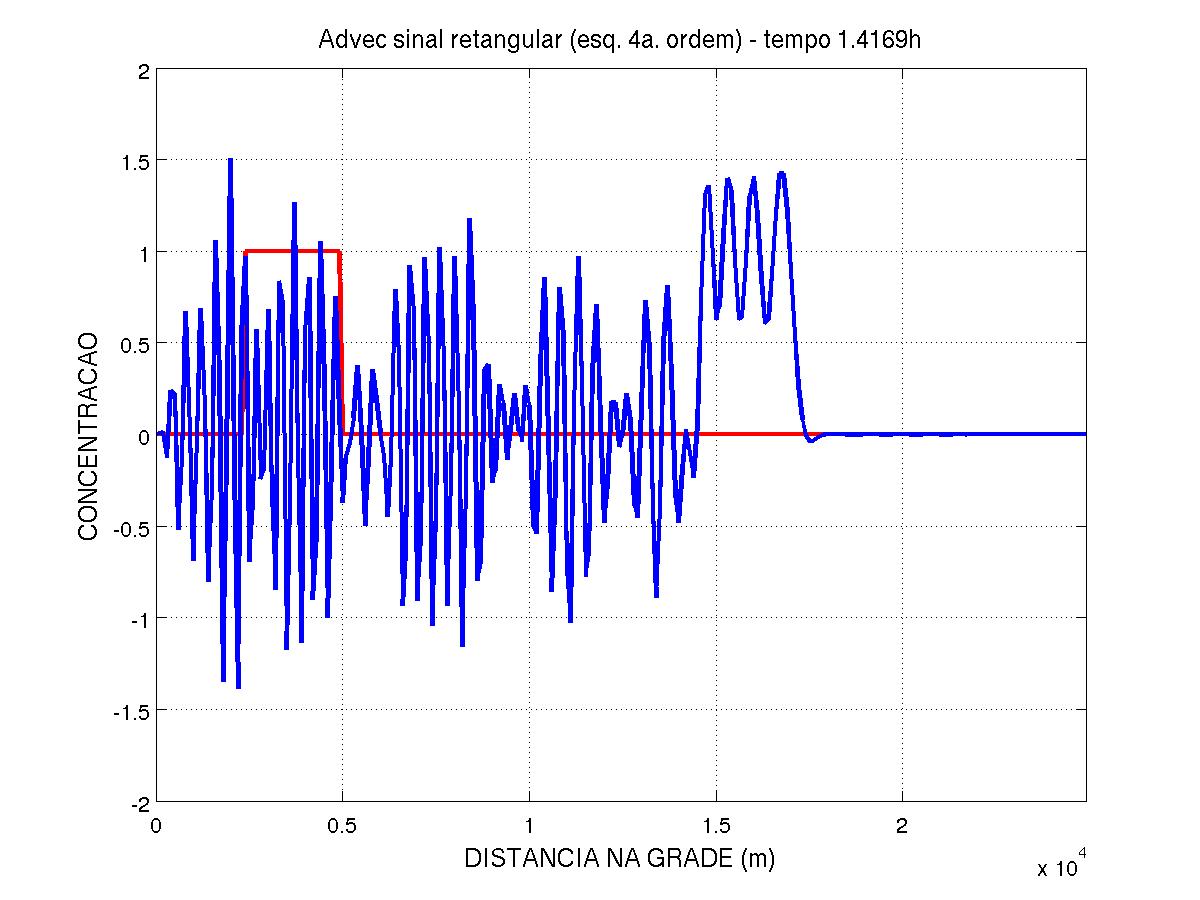 Advec sinal retangular (esq. 4a. ordem) - tempo 1.4169h
2
1.5
1
0.5
0
-0.5
-1
-1.5
-2
CONCENTRACAO
0 0.5 1 1.5 2
DISTANCIA NA GRADE (m)
x 10^4